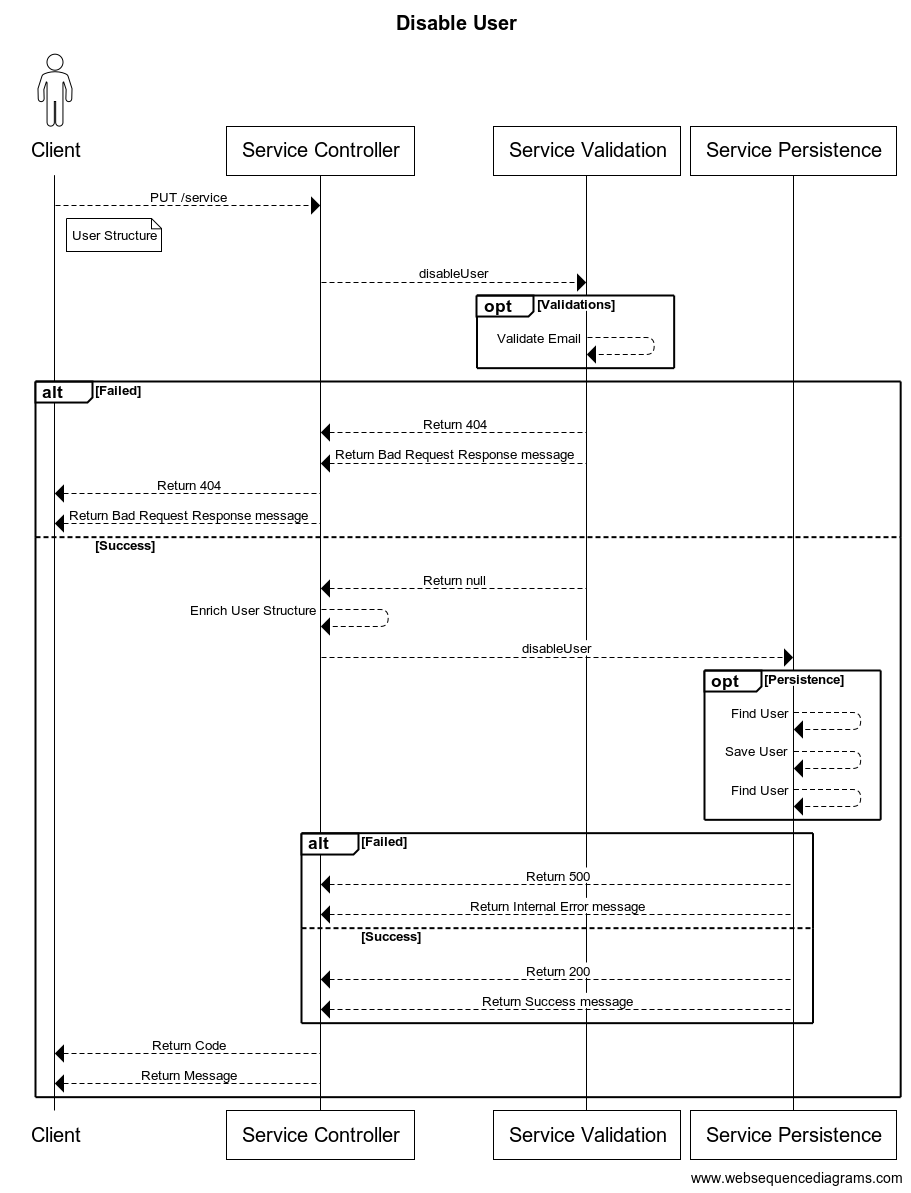 Disable User
Client
Service Controller
Service Validation
Service Persistence
PUT /service
User Structure
disableUser
opt [Validations]
Validate Email
alt [Failed]
Return 404
Return Bad Request Response message
Return 404
Return Bad Request Response message
[Success]
Return null
Enrich User Structure
disableUser
opt [Persistence]
Find User
Save User
Find User
alt [Failed]
Return 500
Return Internal Error message
[Success]
Return 200
Return Success message
Return Code
Return Message
Client
Service Controller
Service Validation
Service Persistence
www.websequencediagrams.com